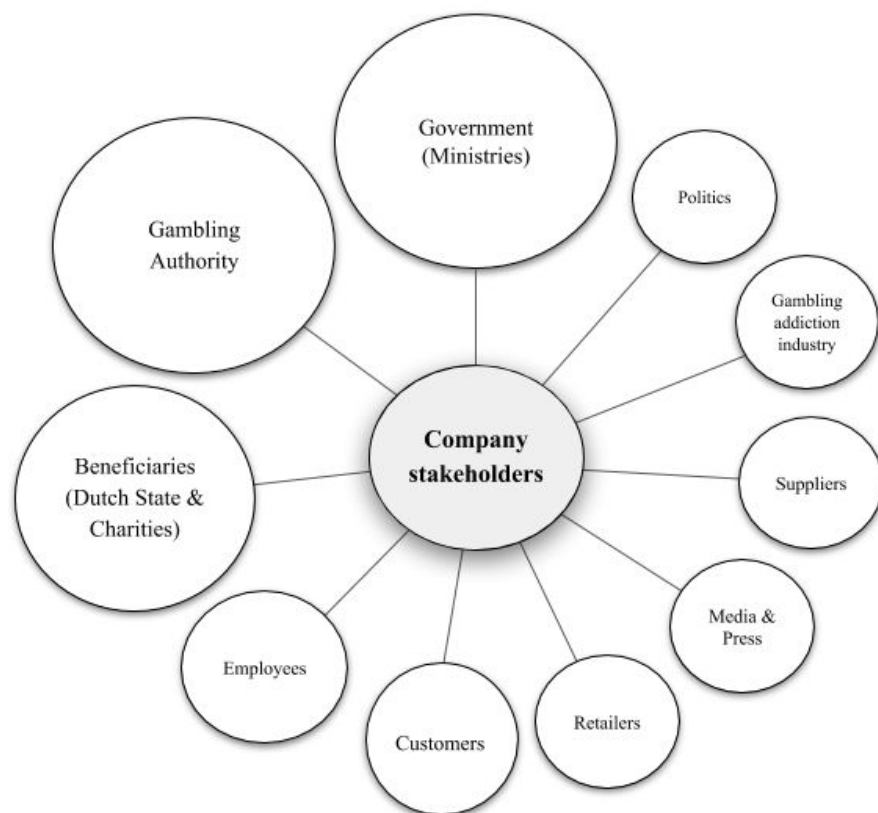 Government
(Ministries)
Politics
Gambling
Authority
Gambling
addiction
industry
Company
stakeholders
Beneficiaries
(Dutch State &
Charities)
Suppliers
Media &
Press
Employees
Retailers
Customers